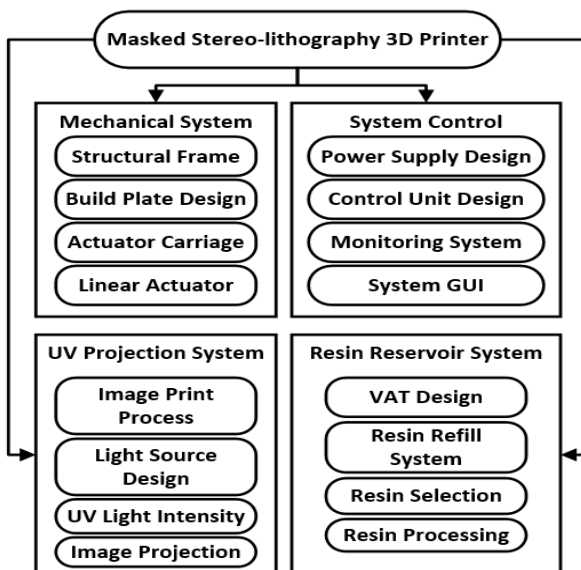 Masked Stereo-lithography 3D Printer
Mechanical System
Structural Frame
Build Plate Design
Actuator Carriage
Linear Actuator
System Control
Power Supply Design
Control Unit Design
Monitoring System
System GUI
UV Projection System
Image Print
Process
Light Source
Design
UV Light Intensity
Image Projection
Resin Reservoir System
VAT Design
Resin Refill
System
Resin Selection
Resin Processing